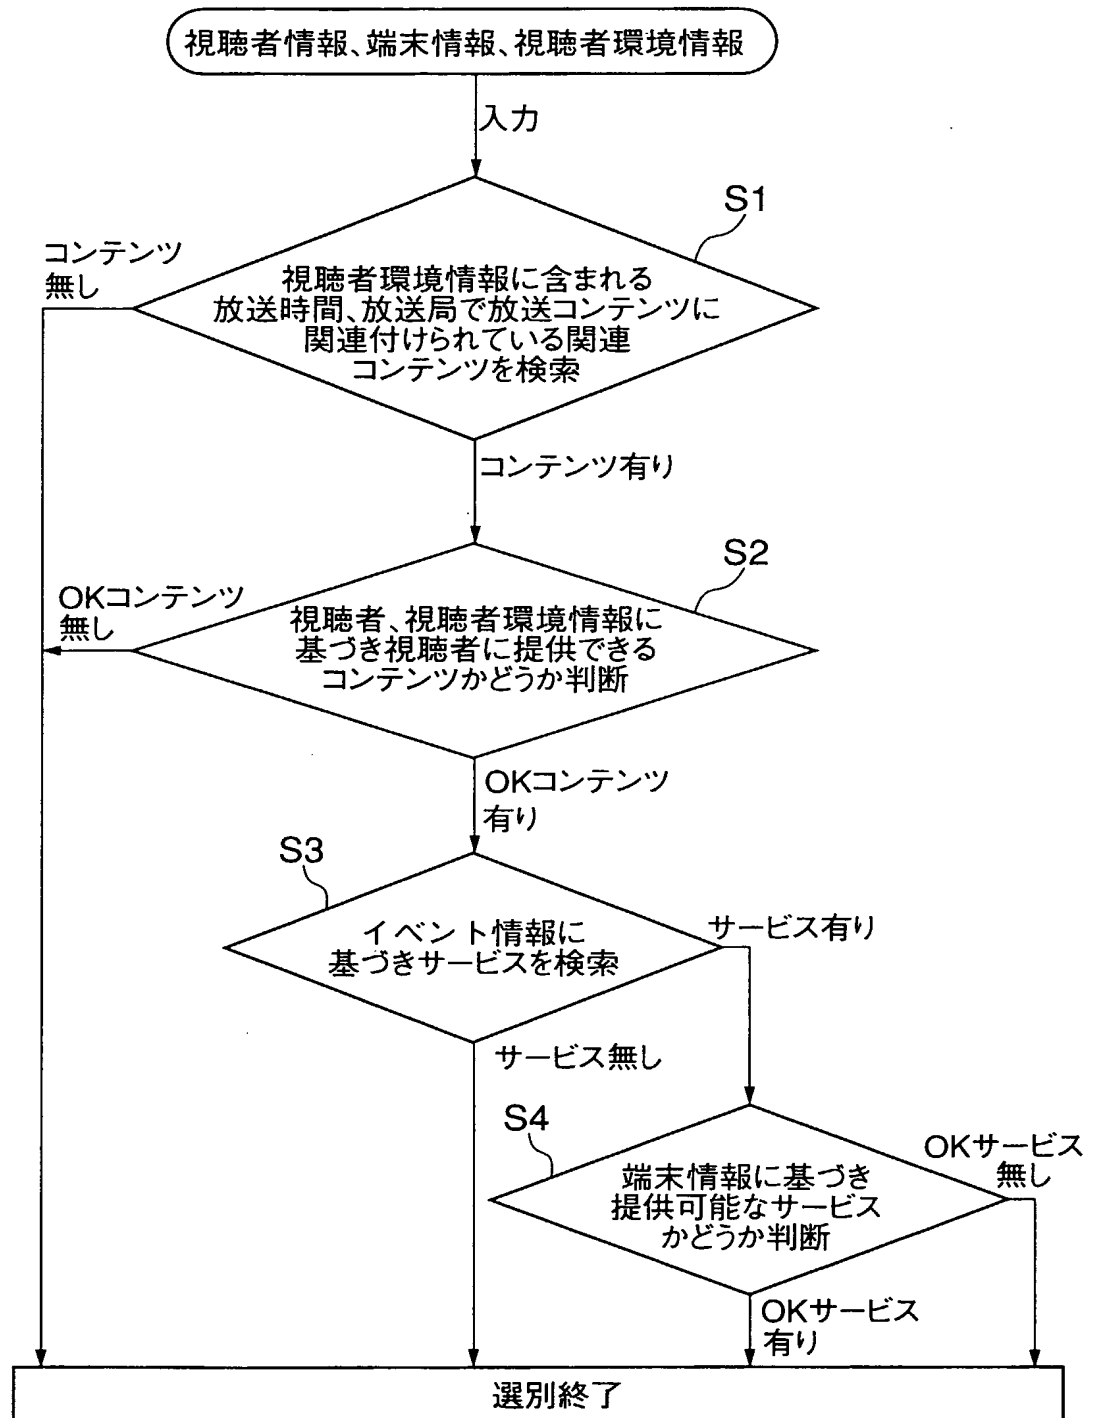 視聴者情報、端末情報、視聴者環境情報
入力
S1
コンテンツ
無し
視聴者環境情報に含まれる
放送時間、放送局で放送コンテンツに
関連付けられている関連
コンテンツを検索
コンテンツ有り
S2
OKコンテンツ
無し
視聴者、視聴者環境情報に
基づき視聴者に提供できる
コンテンツかどうか判断
OKコンテンツ
有り
S3
イベント情報に
基づきサービスを検索
サービス有り
サービス無し
S4
OKサービス
無し
端末情報に基づき
提供可能なサービス
かどうか判断
OKサービス
有り
選別終了